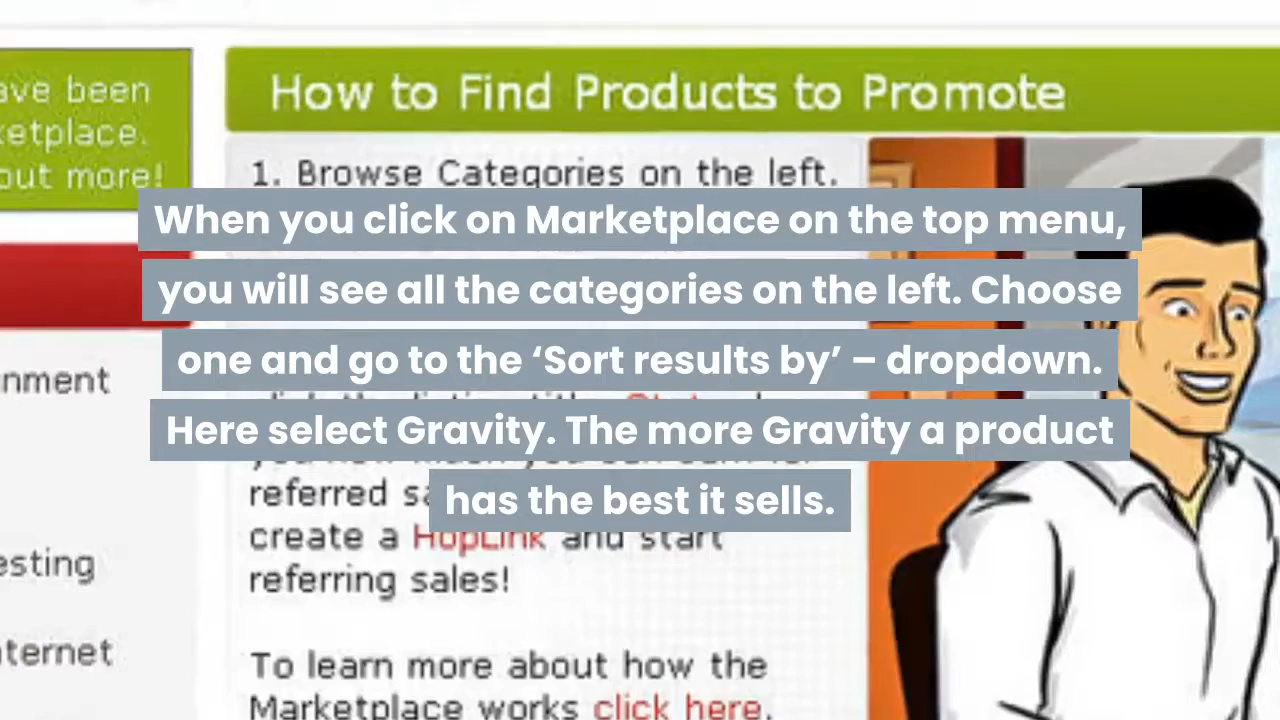 ave been
ketplace.
out more!
How to Find Products to Promote
1. Browse Categories on the left.
When you click on Marketplace on the top menu,
you will see all the categories on the left. Choose
one and go to the ‘Sort results by’ – dropdown.
Here select Gravity. The more Gravity a product
has the best it sells.
referred
create a HopLink and start
referring sales!
To learn more about how the
Marketplace works click here.
nment
esting
nternet